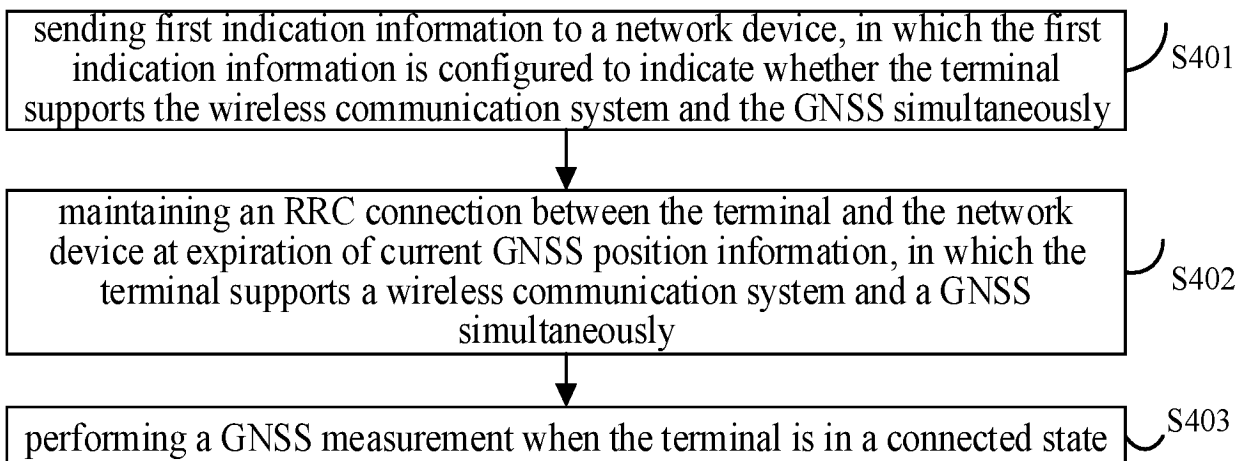 sending first indication information to a network device, in which the first
indication information is configured to indicate whether the terminal
supports the wireless communication system and the GNSS simultaneously
S401
maintaining an RRC connection between the terminal and the network
device at expiration of current GNSS position information, in which the
terminal supports a wireless communication system and a GNSS
simultaneously
S402
performing a GNSS measurement when the terminal is in a connected state
S403